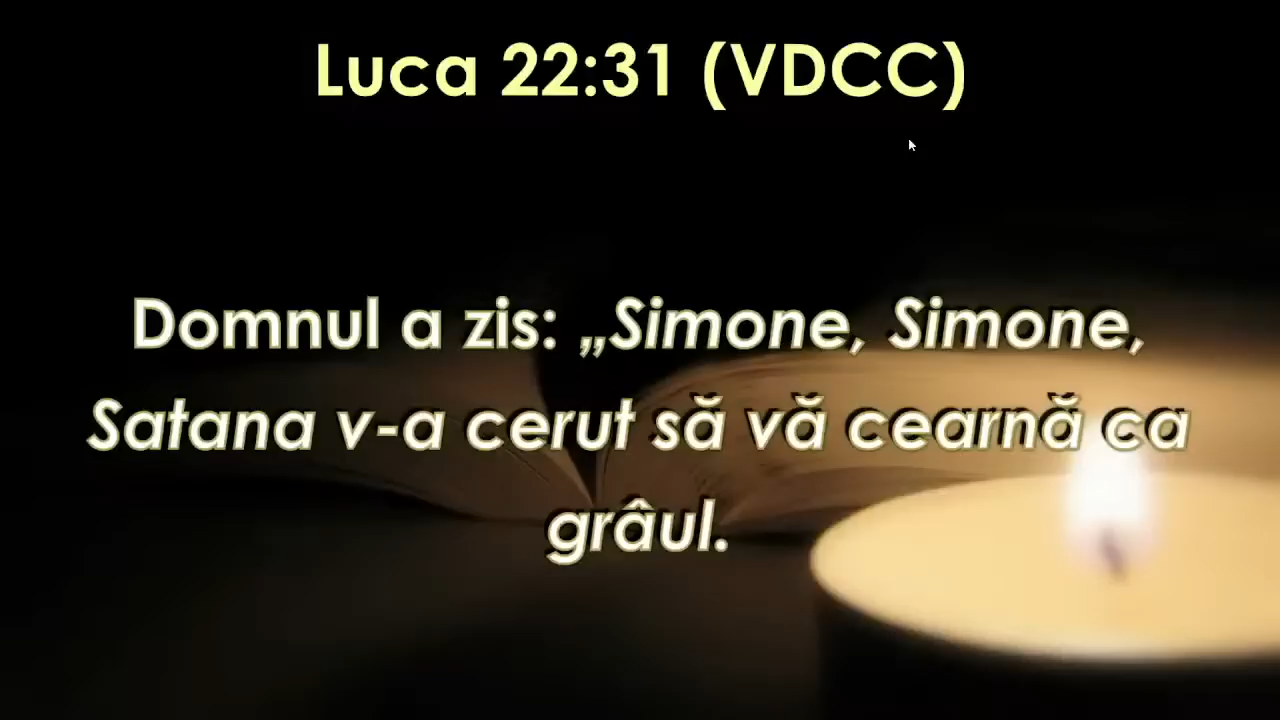 Luca 22:31 (VDCC)
Domnul a zis: „Simone, Simone,
Satana v-a cerut să vă cearnă ca
grâul.